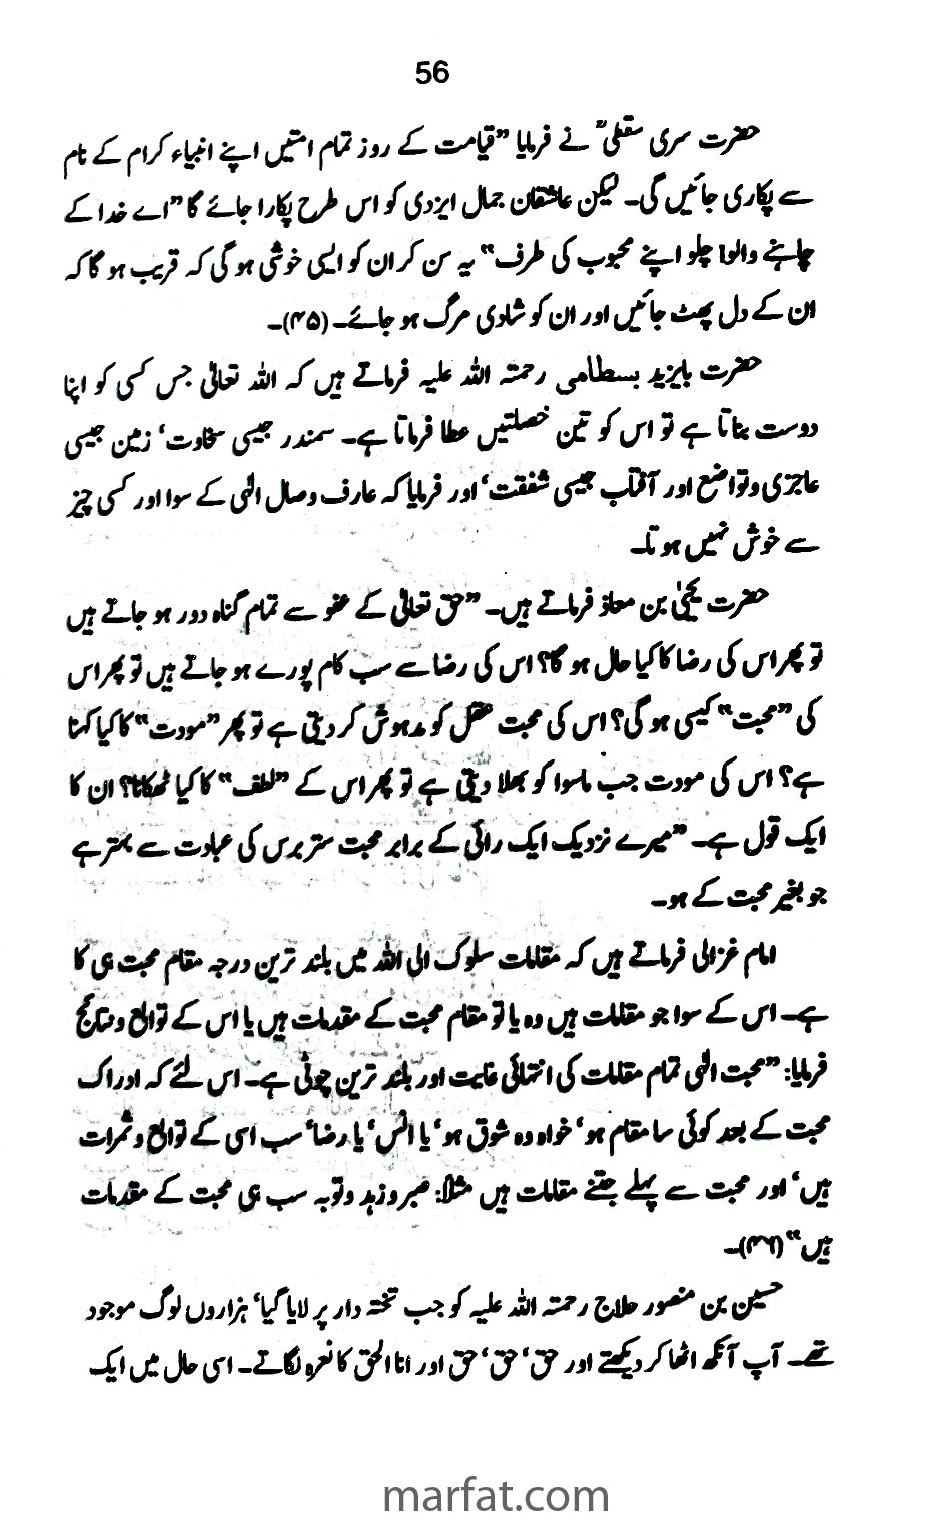 56
حضرت سری سقطیؒ نے فرمایا ”قیامت کے روز تمام امتیں اپنے انبیاء کرام کے نام
سے پکاری جائیں گی۔ لیکن عاشقان جمال ایزدی کو اس طرح پکارا جائے گا ”اے خدا کے
چاہنے والو! چلو اپنے محبوب کی طرف“ یہ سن کر ان کو ایسی خوشی ہو گی کہ قریب ہو گا کہ
ان کے دل پھٹ جائیں اور ان کو شادی مرگ ہو جائے۔ (۴۵)۔
حضرت بایزید بسطامی رحمتہ اللہ علیہ فرماتے ہیں کہ اللہ تعالیٰ جس کسی کو اپنا
دوست بناتا ہے تو اس کو تین خصلتیں عطا فرماتا ہے۔ سمندر جیسی سخاوت‘ زمین جیسی
عاجزی و تواضع اور آفتاب جیسی شفقت‘ اور فرمایا کہ عارف وصال الٰہی کے سوا اور کسی چیز
سے خوش نہیں ہوتا۔
حضرت یحییٰ بن معاذ فرماتے ہیں۔ ”حق تعالیٰ کے عفو سے تمام گناہ دور ہو جاتے ہیں
تو پھر اس کی رضا کا کیا حال ہو گا؟ اس کی رضا سے سب کام پورے ہو جاتے ہیں تو پھر اس
کی ”محبت“ کیسی ہو گی؟ اس کی محبت عقل کو مدہوش کر دیتی ہے تو پھر ”مودت“ کا کیا کہنا
ہے؟ اس کی مودت جب ماسوا کو بھلا دیتی ہے تو پھر اس کے ”لطف“ کا کیا ٹھکانا؟ ان کا
ایک قول ہے۔ ”میرے نزدیک ایک رائی کے برابر محبت ستر برس کی عبادت سے بہتر ہے
جو بغیر محبت کے ہو۔
امام غزالی فرماتے ہیں کہ مقامات سلوک الی اللہ میں بلند ترین درجہ مقام محبت ہی کا
ہے۔ اس کے سوا جو مقامات ہیں وہ یا تو مقام محبت کے مقدمات ہیں یا اس کے توابع و نتائج
فرمایا: ”محبت الٰہی تمام مقامات کی انتہائی غایت اور بلند ترین چوٹی ہے۔ اس لئے کہ ادراک
محبت کے بعد کوئی سا مقام ہو‘ خواہ وہ شوق ہو‘ یا انس‘ یا رضا‘ سب اسی کے توابع و ثمرات
ہیں‘ اور محبت سے پہلے جتنے مقامات ہیں مثلاً: صبر و زہد و توبہ سب ہی محبت کے مقدمات
ہیں“ (۴۶)۔
حسین بن منصور حلاج رحمتہ اللہ علیہ کو جب تختہ دار پر لایا گیا‘ ہزاروں لوگ موجود
تھے۔ آپ آنکھ اٹھا کر دیکھتے اور حق‘ حق‘ حق اور انا الحق کا نعرہ لگاتے۔ اسی حال میں ایک
marfat.com